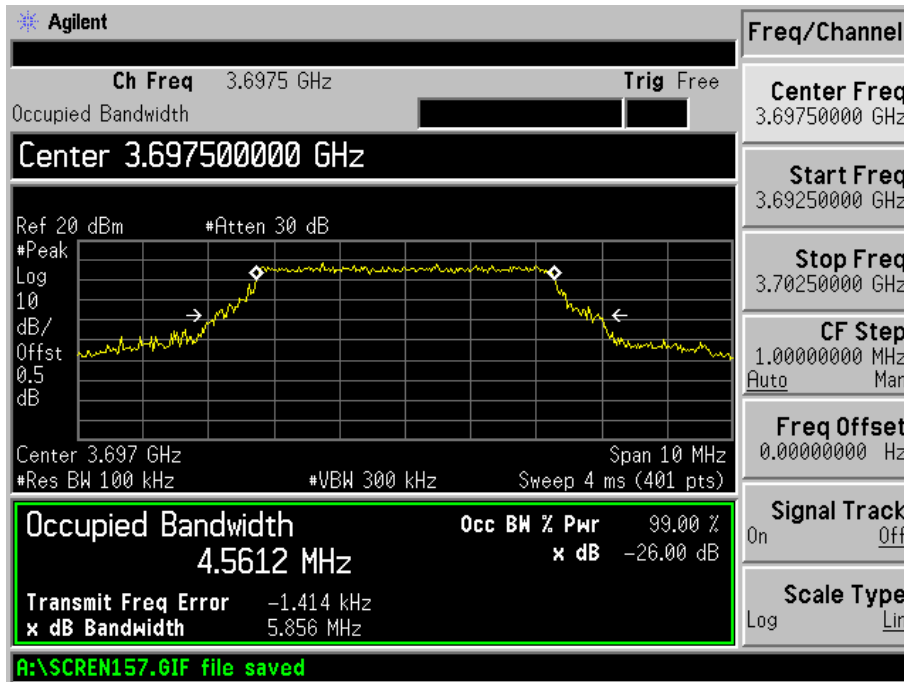 Agilent
Freq/Channel
Ch Freq 3.6975 GHz Trig Free
Occupied Bandwidth
Center 3.697500000 GHz
Ref 20 dBm #Atten 30 dB
#Peak
Log
10
dB/
Offst
0.5
dB
Center 3.697 GHz Span 10 MHz
#Res BW 100 kHz #VBW 300 kHz Sweep 4 ms (401 pts)
Occupied Bandwidth
4.5612 MHz
Occ BW % Pwr 99.00 %
x dB -26.00 dB
Transmit Freq Error -1.414 kHz
x dB Bandwidth 5.856 MHz
A:\SCREN157.GIF file saved
Center Freq
3.69750000 GHz
Start Freq
3.69250000 GHz
Stop Freq
3.70250000 GHz
CF Step
1.00000000 MHz
Auto Man
Freq Offset
0.00000000 Hz
Signal Track
On Off
Scale Type
Log Lin